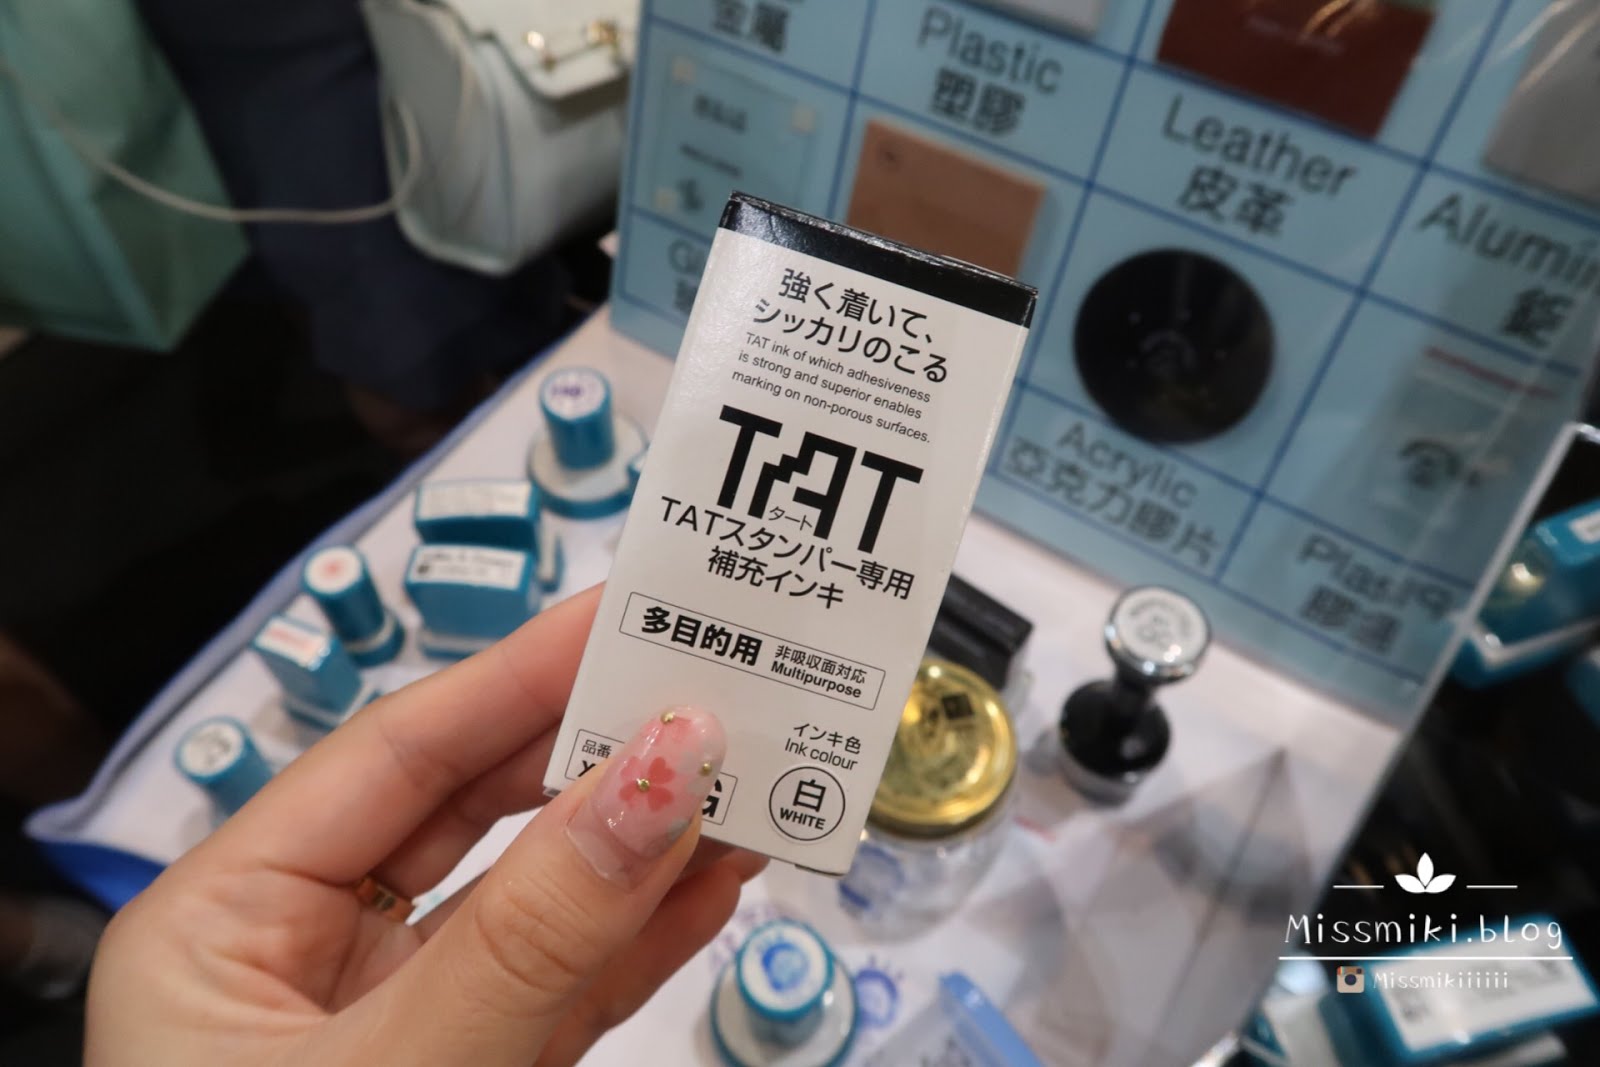 金屬
Plastic
塑膠
Leather
皮革
Acrylic
亞克力膠片
強く着いて、
シッカリのこる
TAT ink of which adhesiveness
is strong and superior enables
marking on non-porous surfaces.
TAT
タート
TATスタンパー専用
補充インキ
多目的用
非吸収面対応
Multipurpose
品番
インキ色
Ink colour
白
WHITE
Missmiki.blog
Missmikiiiiii